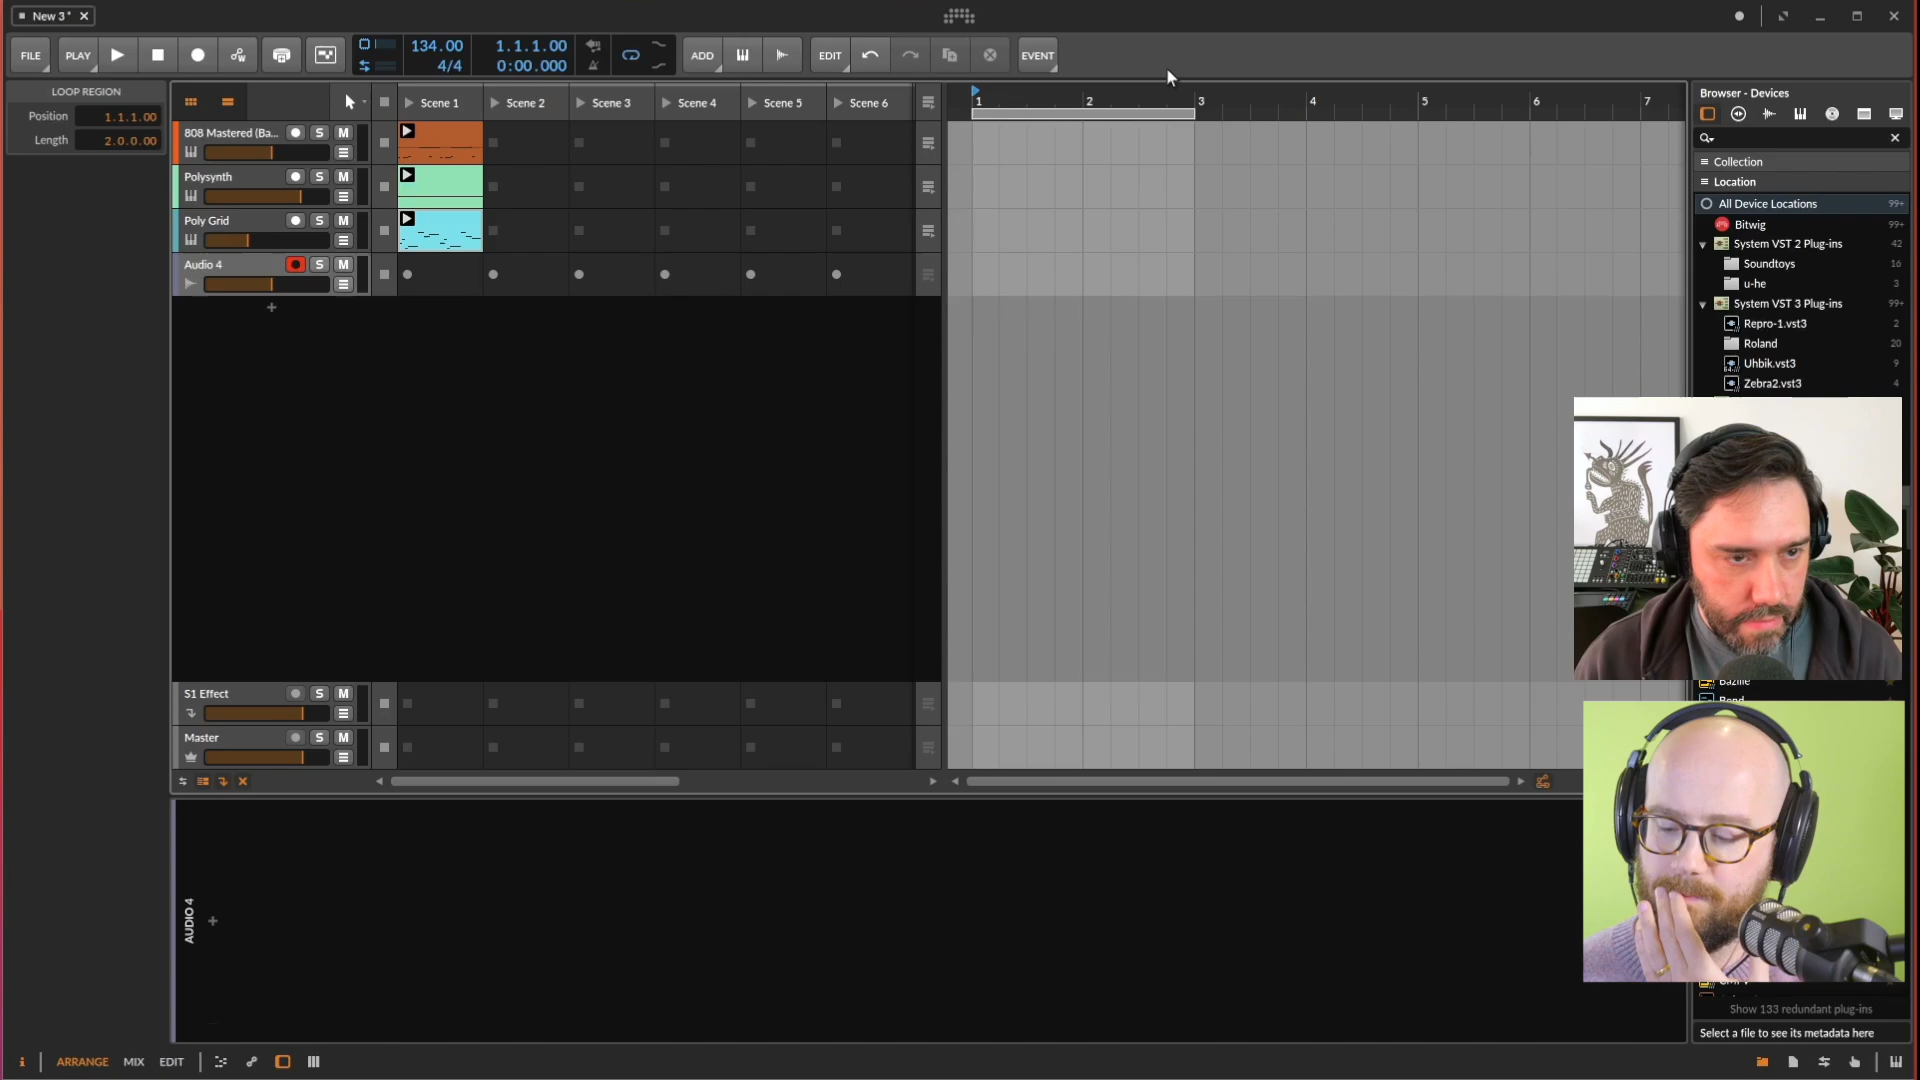 New 3*
FILE
PLAY
134.00
4/4
1.1.1.00
0:00.000
ADD
EDIT
EVENT
LOOP REGION
Position 1.1.1.00
Length 2.0.0.00
Scene 1
Scene 2
Scene 3
Scene 4
Scene 5
Scene 6
1 2 3 4 5 6 7
808 Mastered (Ba... S M
Polysynth S M
Poly Grid S M
Audio 4 S M
S1 Effect S M
Master S M
AUDIO 4
Browser - Devices
Collection
Location
All Device Locations 99+
Bitwig 99+
System VST 2 Plug-ins 42
Soundtoys 16
u-he 3
System VST 3 Plug-ins 99+
Repro-1.vst3 2
Roland 20
Uhbik.vst3 9
Zebra2.vst3 4
Bazille
Show 133 redundant plug-ins
Select a file to see its metadata here
i
ARRANGE
MIX
EDIT